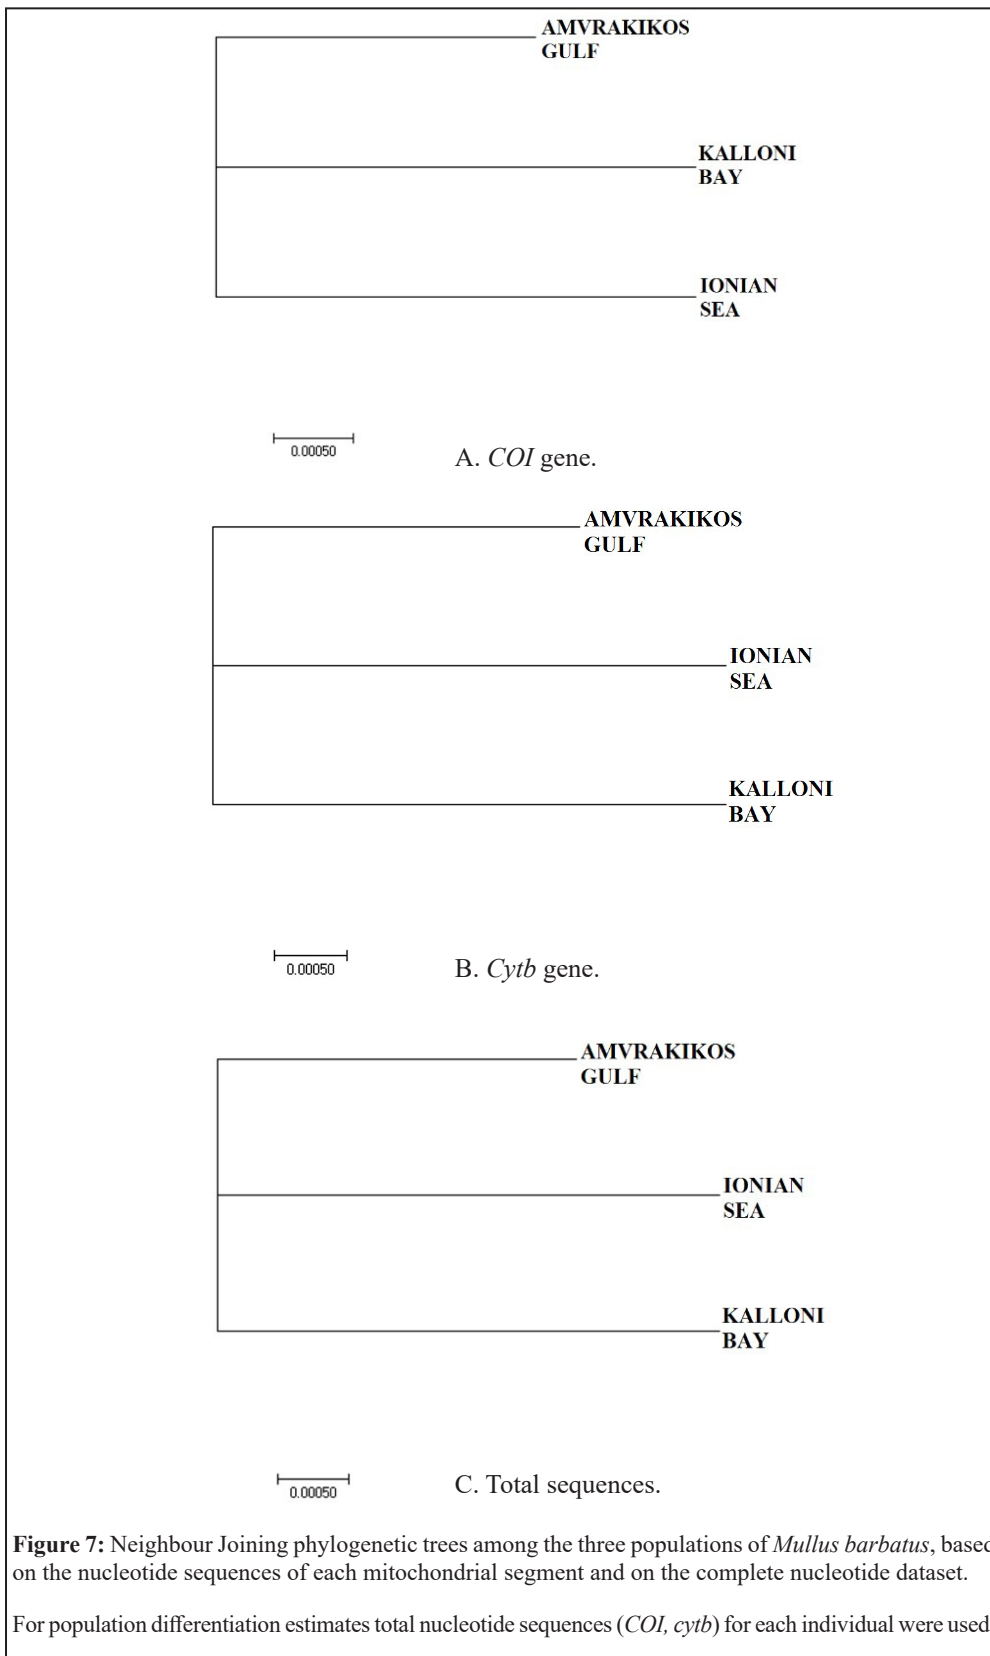 AMVRAKIKOS
GULF
KALLONI
BAY
IONIAN
SEA
0.00050
A. COI gene.
AMVRAKIKOS
GULF
IONIAN
SEA
KALLONI
BAY
0.00050
B. Cytb gene.
AMVRAKIKOS
GULF
IONIAN
SEA
KALLONI
BAY
0.00050
C. Total sequences.
Figure 7: Neighbour Joining phylogenetic trees among the three populations of Mullus barbatus, based
on the nucleotide sequences of each mitochondrial segment and on the complete nucleotide dataset.
For population differentiation estimates total nucleotide sequences (COI, cytb) for each individual were used